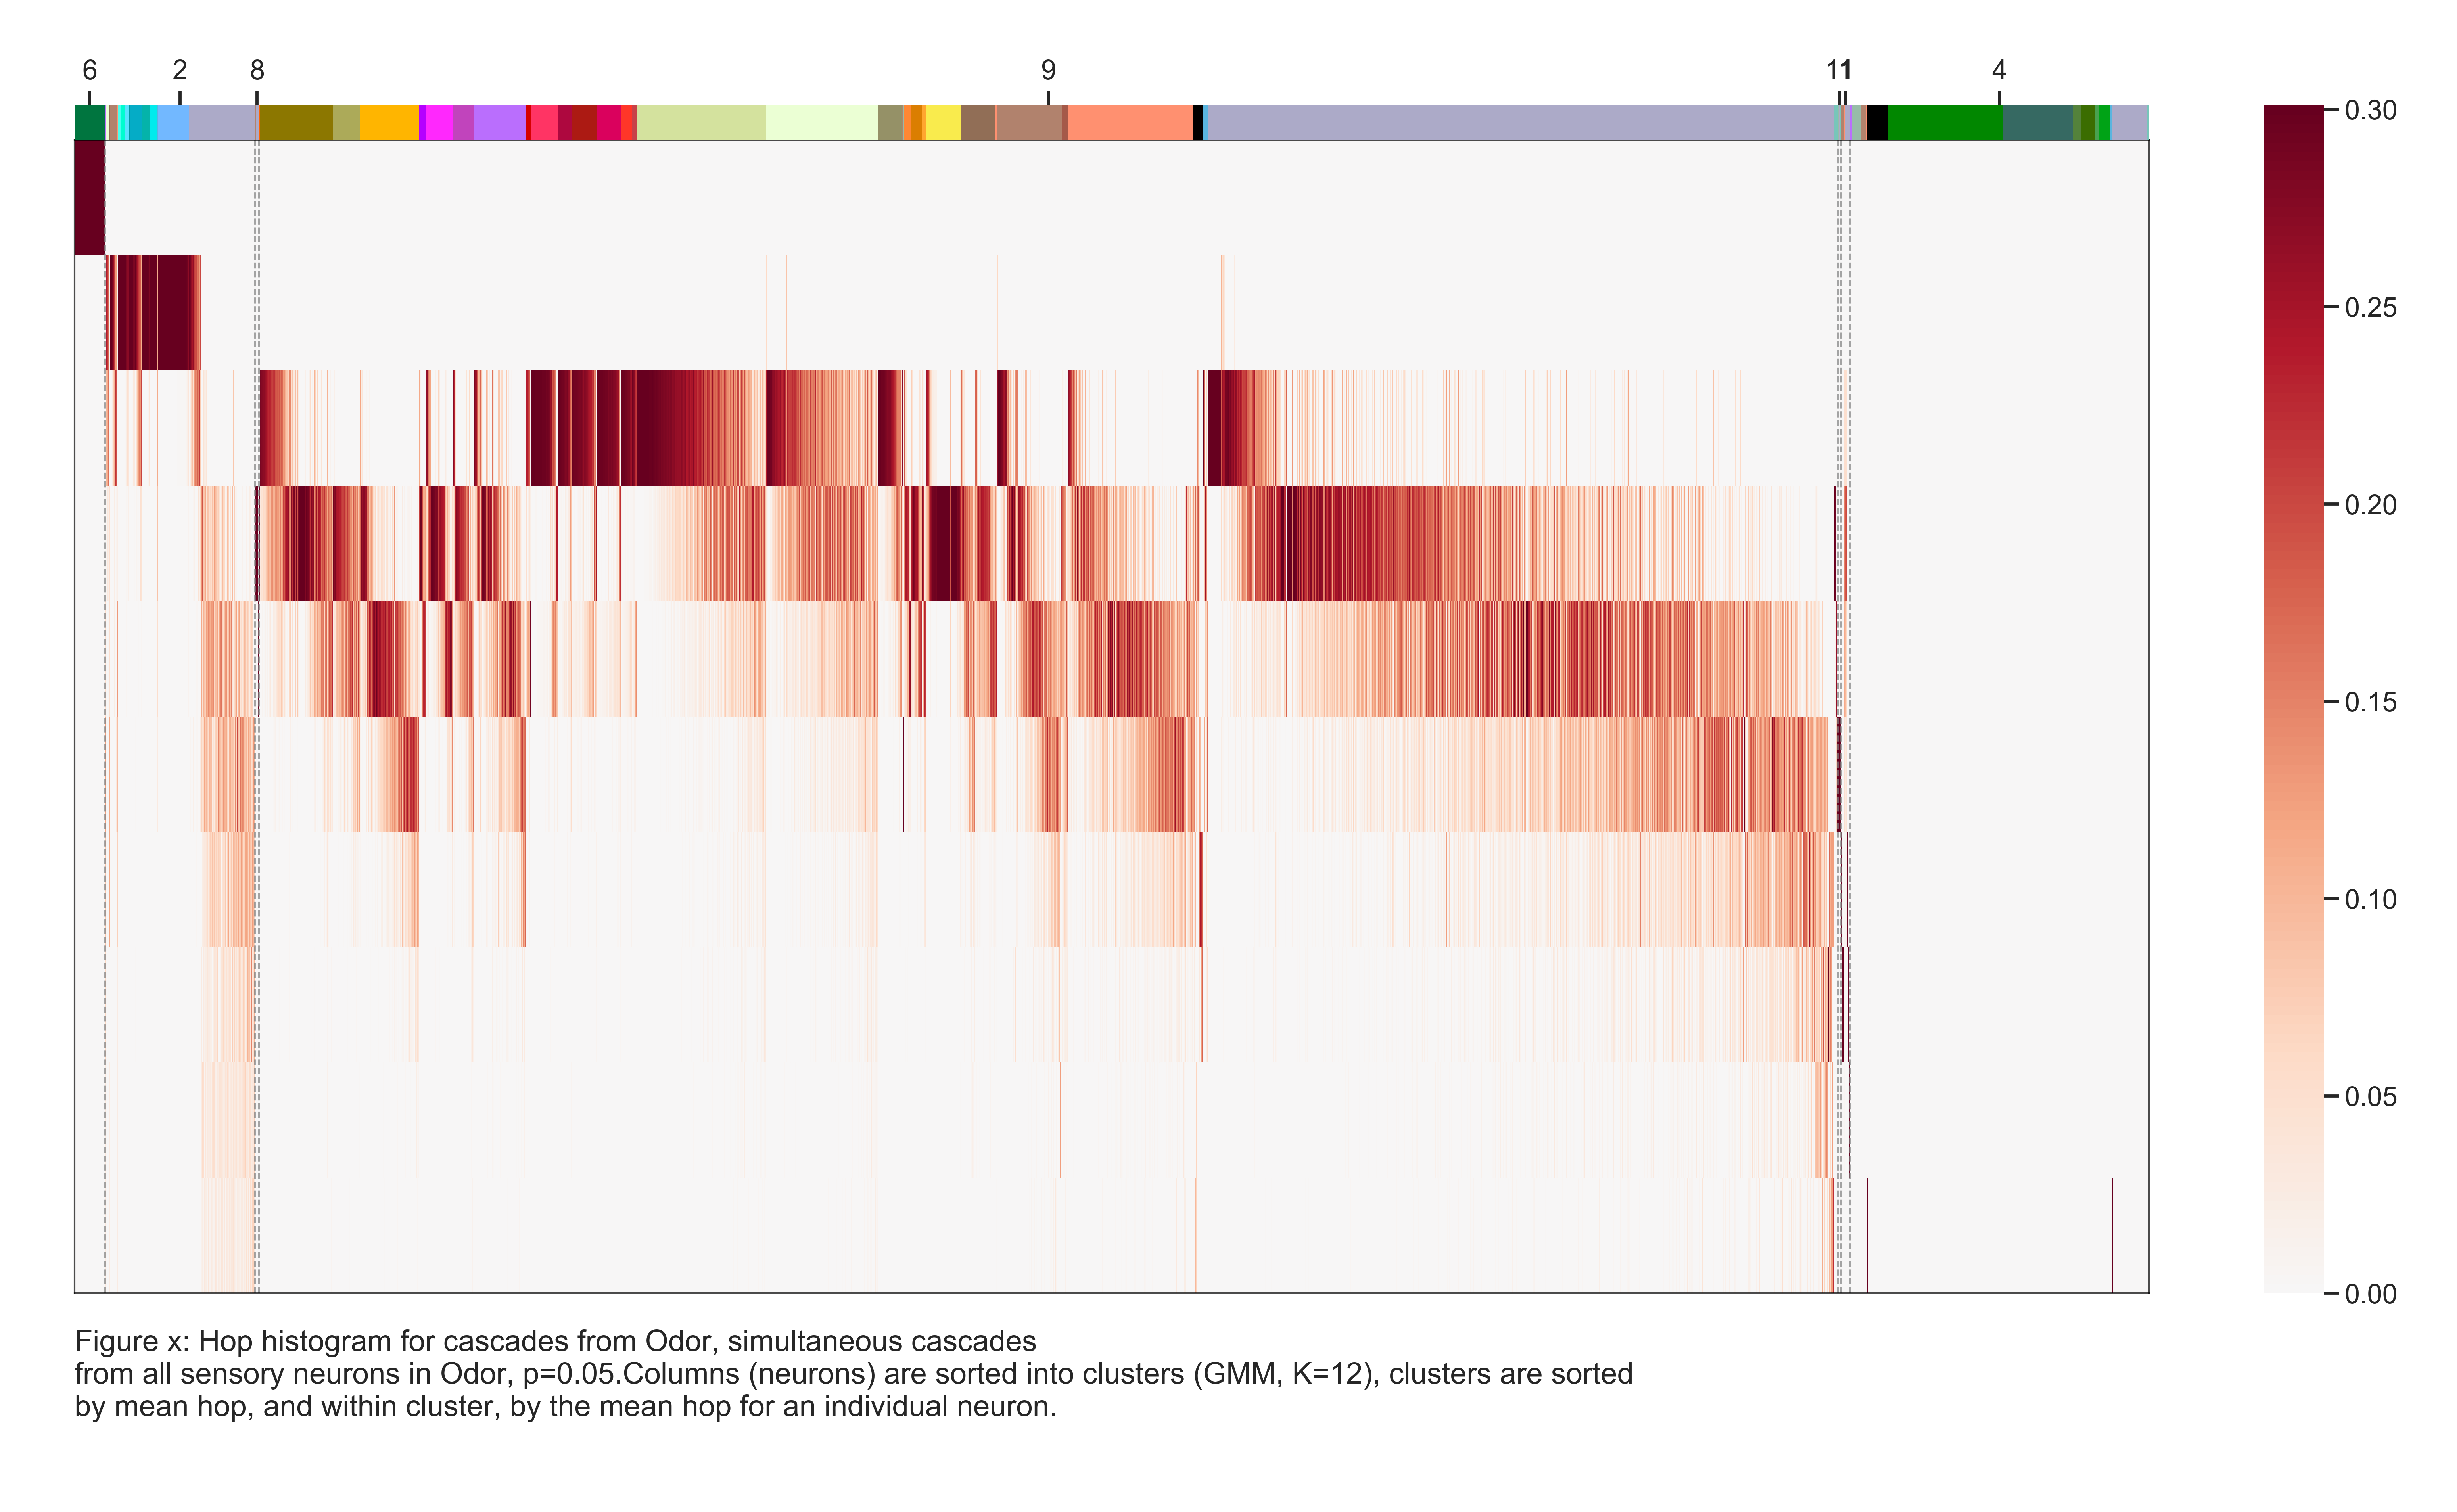 6 2 8 9 11 1 4
0.30
0.25
0.20
0.15
0.10
0.05
0.00
Figure x: Hop histogram for cascades from Odor, simultaneous cascades
from all sensory neurons in Odor, p=0.05.Columns (neurons) are sorted into clusters (GMM, K=12), clusters are sorted
by mean hop, and within cluster, by the mean hop for an individual neuron.